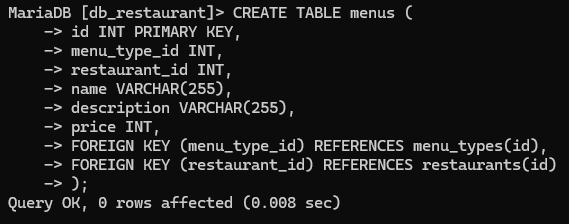 MariaDB [db_restaurant]> CREATE TABLE menus (
    -> id INT PRIMARY KEY,
    -> menu_type_id INT,
    -> restaurant_id INT,
    -> name VARCHAR(255),
    -> description VARCHAR(255),
    -> price INT,
    -> FOREIGN KEY (menu_type_id) REFERENCES menu_types(id),
    -> FOREIGN KEY (restaurant_id) REFERENCES restaurants(id)
    -> );
Query OK, 0 rows affected (0.008 sec)